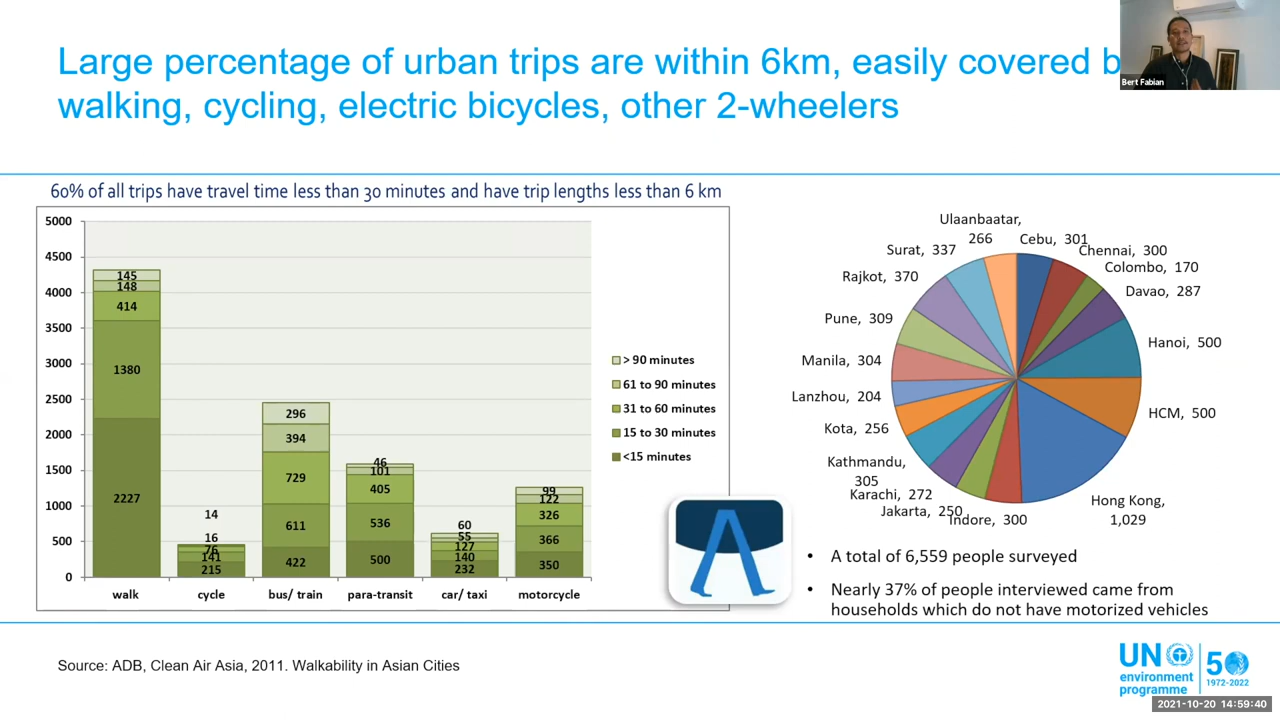 Large percentage of urban trips are within 6km, easily covered b
walking, cycling, electric bicycles, other 2-wheelers
Bert Fabian
60% of all trips have travel time less than 30 minutes and have trip lengths less than 6 km
5000
4500
4000
3500
3000
2500
2000
1500
1000
500
0
145
148
414
1380
2227
14
16
76
141
215
296
394
729
611
422
46
101
405
536
500
60
55
127
140
232
99
122
326
366
350
walk
cycle
bus/ train
para-transit
car/ taxi
motorcycle
> 90 minutes
61 to 90 minutes
31 to 60 minutes
15 to 30 minutes
<15 minutes
Ulaanbaatar,
266
Cebu, 301
Chennai, 300
Colombo, 170
Davao, 287
Hanoi, 500
HCM, 500
Hong Kong,
1,029
Indore, 300
Jakarta, 250
Karachi, 272
Kathmandu,
305
Kota, 256
Lanzhou, 204
Manila, 304
Pune, 309
Rajkot, 370
Surat, 337
• A total of 6,559 people surveyed
• Nearly 37% of people interviewed came from
households which do not have motorized vehicles
Source: ADB, Clean Air Asia, 2011. Walkability in Asian Cities
UN
environment
programme
50
1972-2022
2021-10-20 14:59:40